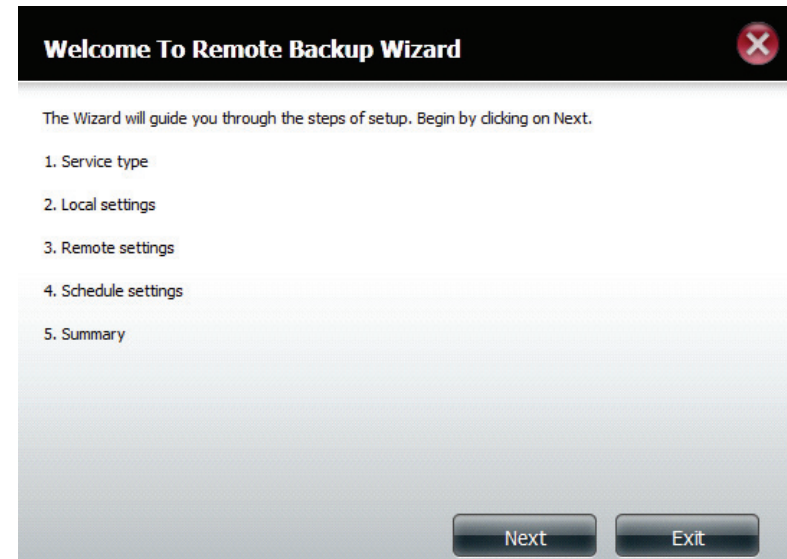 Welcome To Remote Backup Wizard
The Wizard will guide you through the steps of setup. Begin by clicking on Next.
1. Service type
2. Local settings
3. Remote settings
4. Schedule settings
5. Summary
Next
Exit